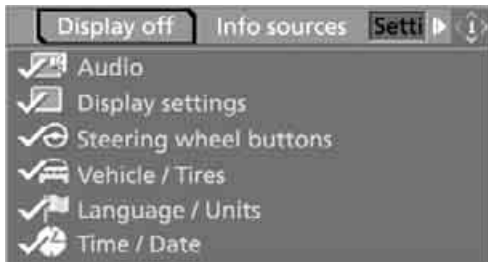 Display off Info sources Setti
Audio
Display settings
Steering wheel buttons
Vehicle / Tires
Language / Units
Time / Date